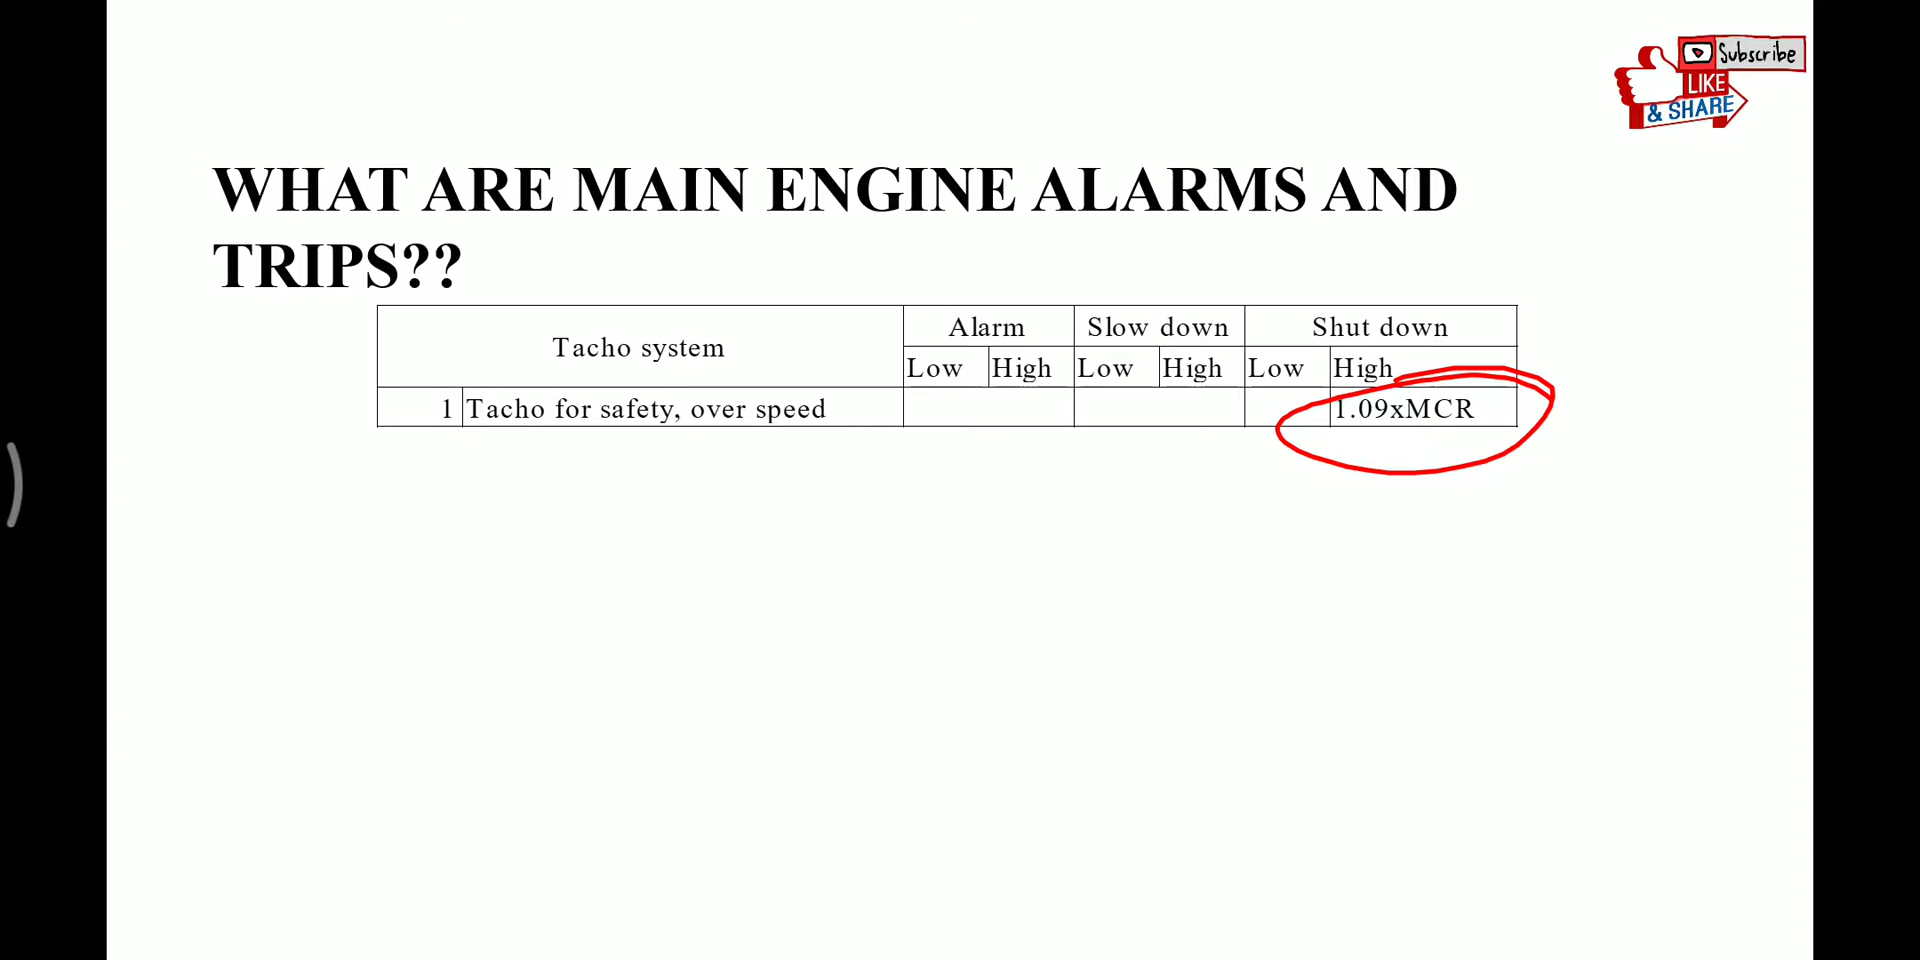 Subscribe
LIKE
& SHARE
WHAT ARE MAIN ENGINE ALARMS AND
TRIPS??
Tacho system Alarm Slow down Shut down
Low High Low High Low High
1 Tacho for safety, over speed 1.09xMCR